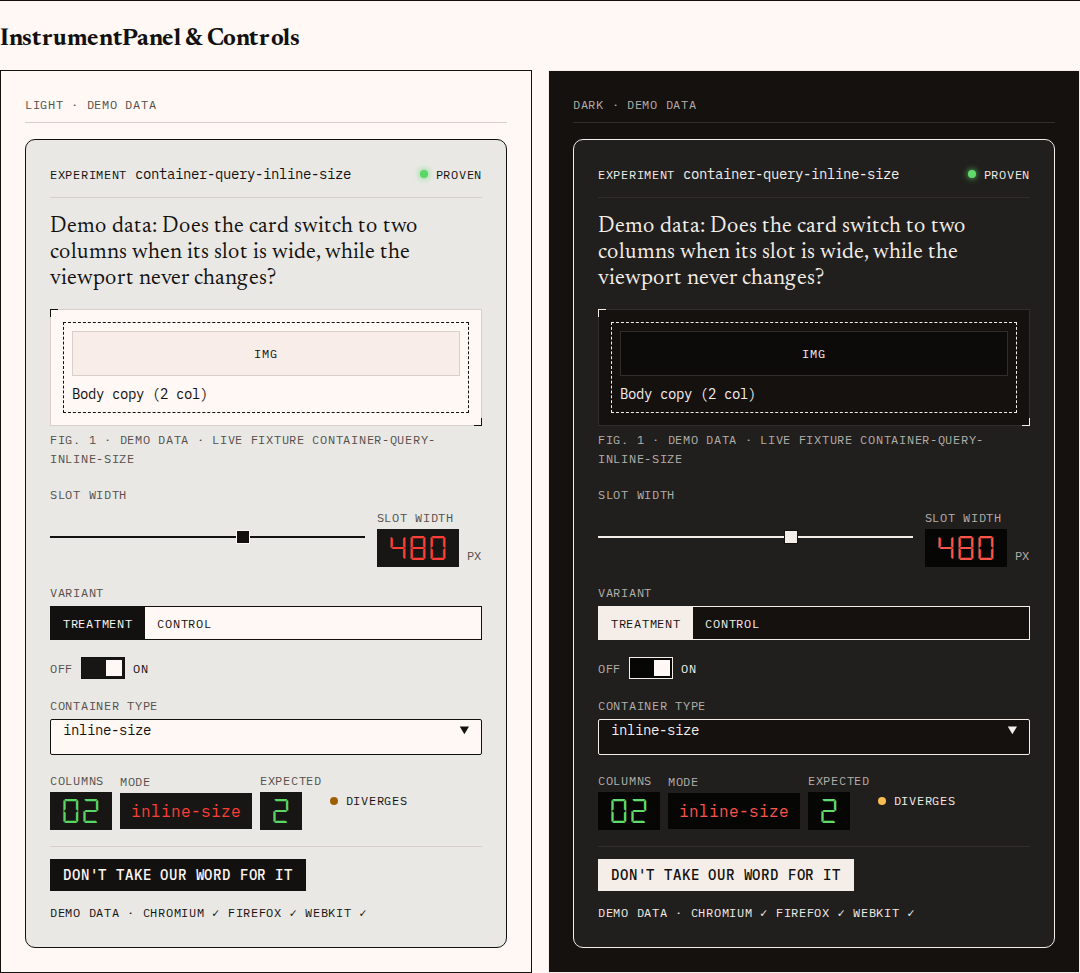 InstrumentPanel & Controls
LIGHT · DEMO DATA
EXPERIMENT container-query-inline-size PROVEN
Demo data: Does the card switch to two
columns when its slot is wide, while the
viewport never changes?
IMG
Body copy (2 col)
FIG. 1 · DEMO DATA · LIVE FIXTURE CONTAINER-QUERY-
INLINE-SIZE
SLOT WIDTH
SLOT WIDTH
480 PX
VARIANT
TREATMENT CONTROL
OFF ON
CONTAINER TYPE
inline-size ▼
COLUMNS MODE EXPECTED
02 inline-size 2 DIVERGES
DON'T TAKE OUR WORD FOR IT
DEMO DATA · CHROMIUM ✓ FIREFOX ✓ WEBKIT ✓
DARK · DEMO DATA
EXPERIMENT container-query-inline-size PROVEN
Demo data: Does the card switch to two
columns when its slot is wide, while the
viewport never changes?
IMG
Body copy (2 col)
FIG. 1 · DEMO DATA · LIVE FIXTURE CONTAINER-QUERY-
INLINE-SIZE
SLOT WIDTH
SLOT WIDTH
480 PX
VARIANT
TREATMENT CONTROL
OFF ON
CONTAINER TYPE
inline-size ▼
COLUMNS MODE EXPECTED
02 inline-size 2 DIVERGES
DON'T TAKE OUR WORD FOR IT
DEMO DATA · CHROMIUM ✓ FIREFOX ✓ WEBKIT ✓